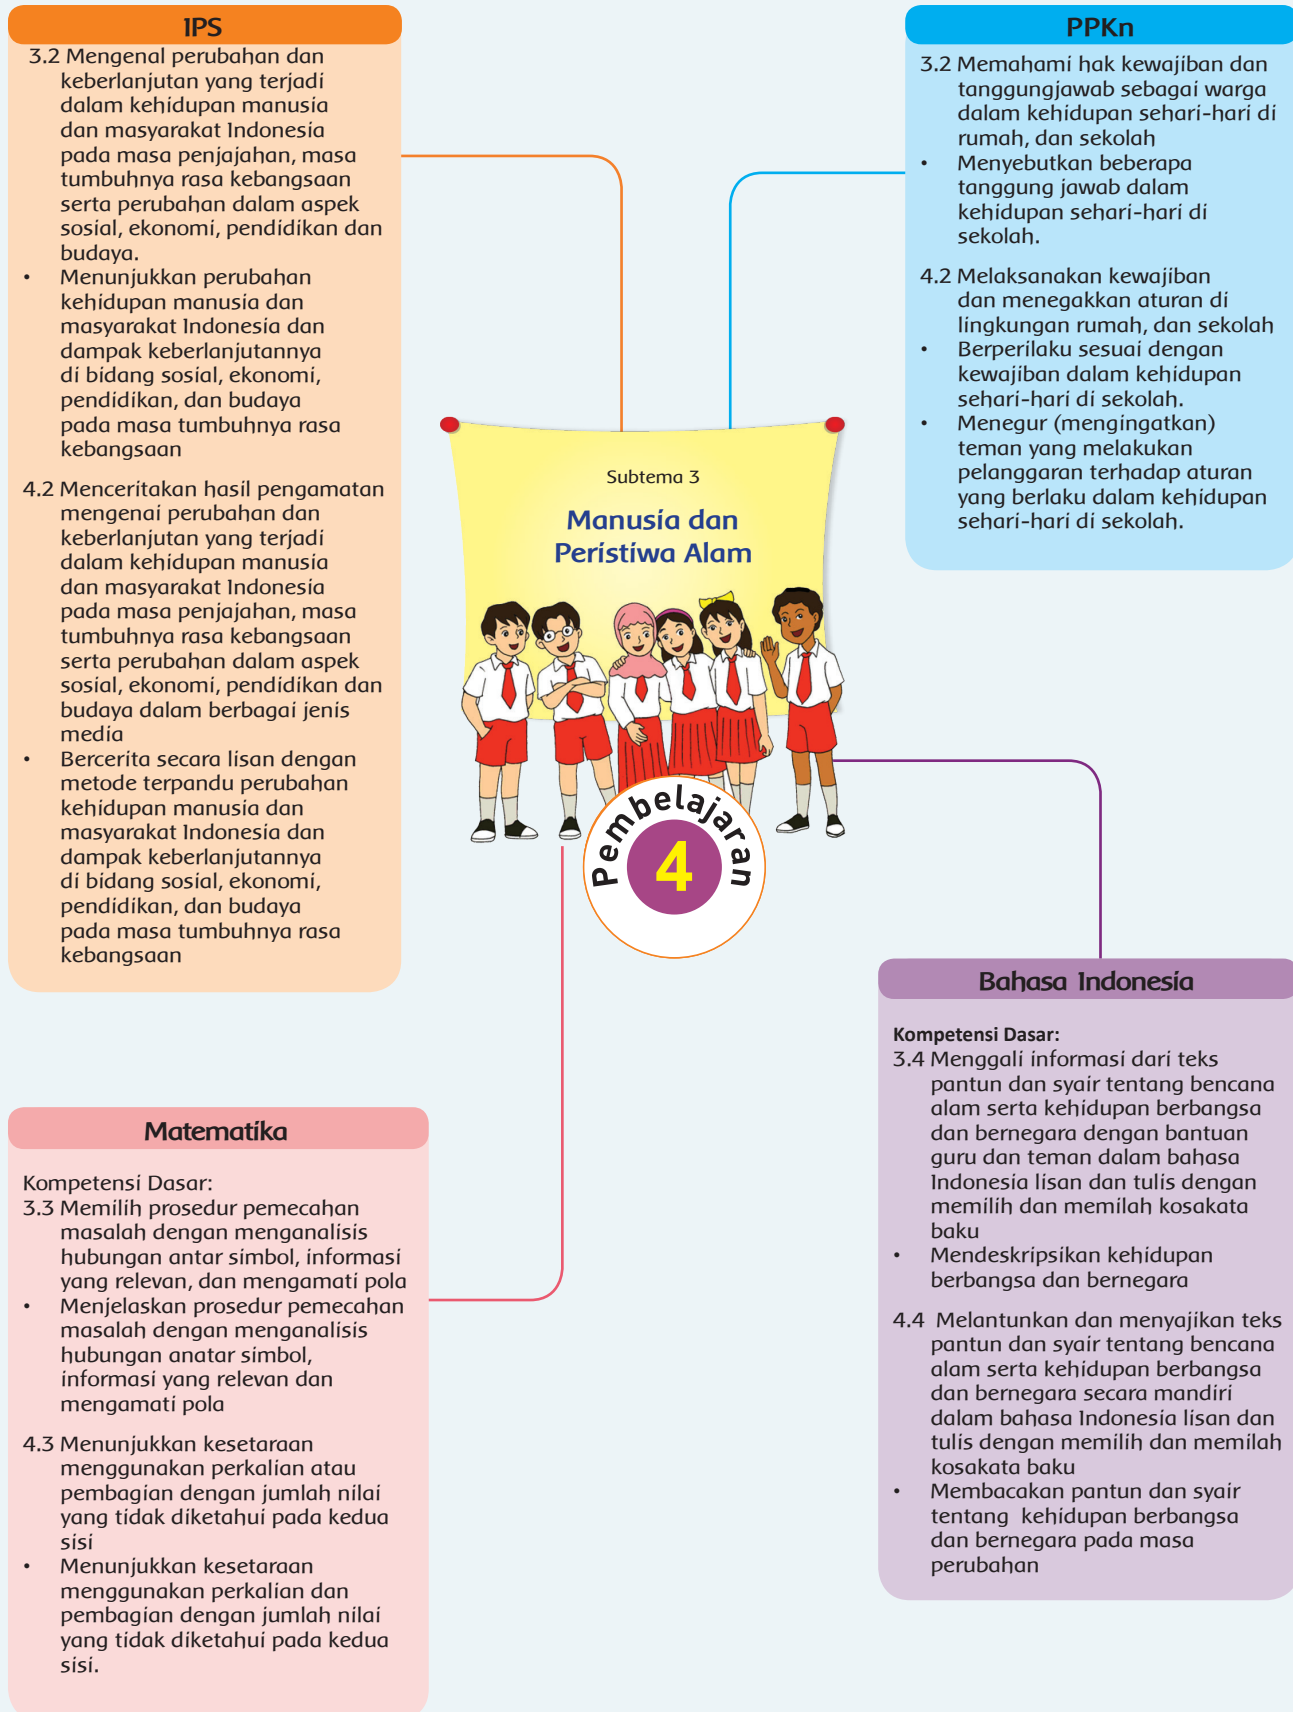 IPS
3.2 Mengenal perubahan dan
keberlanjutan yang terjadi
dalam kehidupan manusia
dan masyarakat Indonesia
pada masa penjajahan, masa
tumbuhnya rasa kebangsaan
serta perubahan dalam aspek
sosial, ekonomi, pendidikan dan
budaya.
• Menunjukkan perubahan
kehidupan manusia dan
masyarakat Indonesia dan
dampak keberlanjutannya
di bidang sosial, ekonomi,
pendidikan, dan budaya
pada masa tumbuhnya rasa
kebangsaan
4.2 Menceritakan hasil pengamatan
mengenai perubahan dan
keberlanjutan yang terjadi
dalam kehidupan manusia
dan masyarakat Indonesia
pada masa penjajahan, masa
tumbuhnya rasa kebangsaan
serta perubahan dalam aspek
sosial, ekonomi, pendidikan dan
budaya dalam berbagai jenis
media
• Bercerita secara lisan dengan
metode terpandu perubahan
kehidupan manusia dan
masyarakat Indonesia dan
dampak keberlanjutannya
di bidang sosial, ekonomi,
pendidikan, dan budaya
pada masa tumbuhnya rasa
kebangsaan
PPKn
3.2 Memahami hak kewajiban dan
tanggungjawab sebagai warga
dalam kehidupan sehari-hari di
rumah, dan sekolah
• Menyebutkan beberapa
tanggung jawab dalam
kehidupan sehari-hari di
sekolah.
4.2 Melaksanakan kewajiban
dan menegakkan aturan di
lingkungan rumah, dan sekolah
• Berperilaku sesuai dengan
kewajiban dalam kehidupan
sehari-hari di sekolah.
• Menegur (mengingatkan)
teman yang melakukan
pelanggaran terhadap aturan
yang berlaku dalam kehidupan
sehari-hari di sekolah.
Subtema 3
Manusia dan
Peristiwa Alam
Pembelajaran
4
Matematika
Kompetensi Dasar:
3.3 Memilih prosedur pemecahan
masalah dengan menganalisis
hubungan antar simbol, informasi
yang relevan, dan mengamati pola
• Menjelaskan prosedur pemecahan
masalah dengan menganalisis
hubungan anatar simbol,
informasi yang relevan dan
mengamati pola
4.3 Menunjukkan kesetaraan
menggunakan perkalian atau
pembagian dengan jumlah nilai
yang tidak diketahui pada kedua
sisi
• Menunjukkan kesetaraan
menggunakan perkalian dan
pembagian dengan jumlah nilai
yang tidak diketahui pada kedua
sisi.
Bahasa Indonesia
Kompetensi Dasar:
3.4 Menggali informasi dari teks
pantun dan syair tentang bencana
alam serta kehidupan berbangsa
dan bernegara dengan bantuan
guru dan teman dalam bahasa
Indonesia lisan dan tulis dengan
memilih dan memilah kosakata
baku
• Mendeskripsikan kehidupan
berbangsa dan bernegara
4.4 Melantunkan dan menyajikan teks
pantun dan syair tentang bencana
alam serta kehidupan berbangsa
dan bernegara secara mandiri
dalam bahasa Indonesia lisan dan
tulis dengan memilih dan memilah
kosakata baku
• Membacakan pantun dan syair
tentang kehidupan berbangsa
dan bernegara pada masa
perubahan